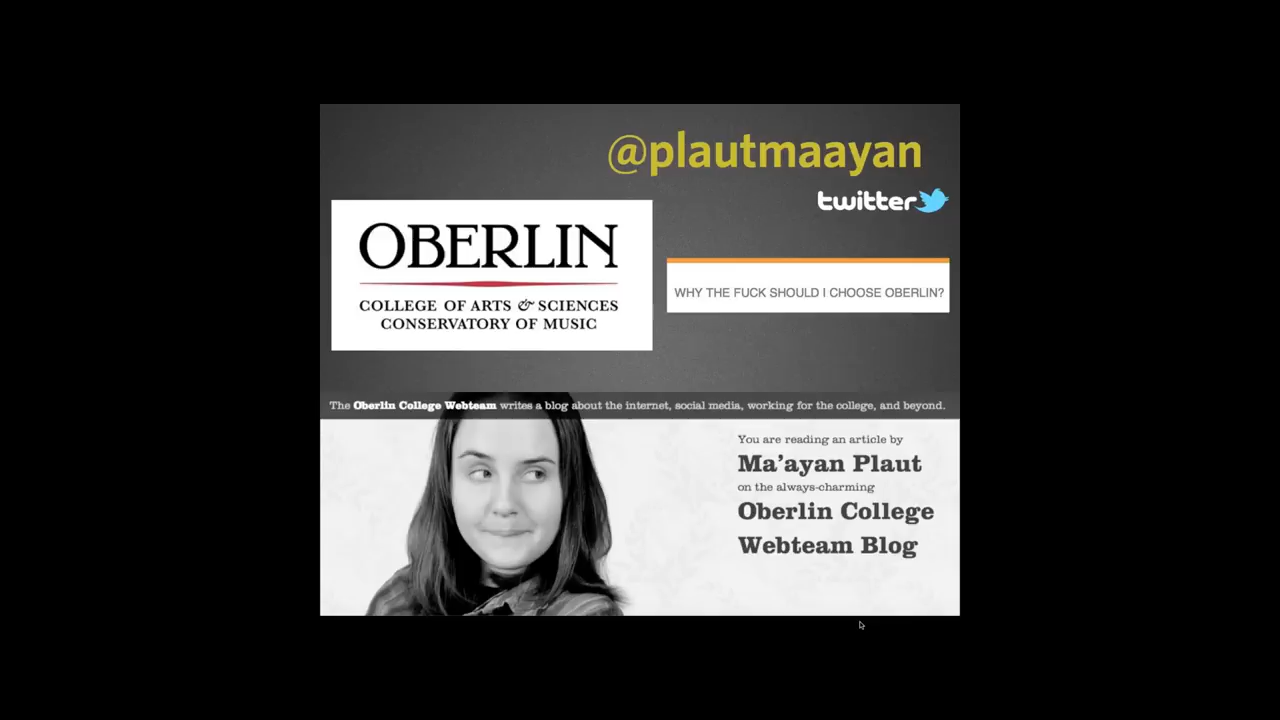 @plautmaayan
twitter
OBERLIN
COLLEGE OF ARTS & SCIENCES
CONSERVATORY OF MUSIC
WHY THE FUCK SHOULD I CHOOSE OBERLIN?
The Oberlin College Webteam writes a blog about the internet, social media, working for the college, and beyond.
You are reading an article by
Ma'ayan Plaut
on the always-charming
Oberlin College
Webteam Blog